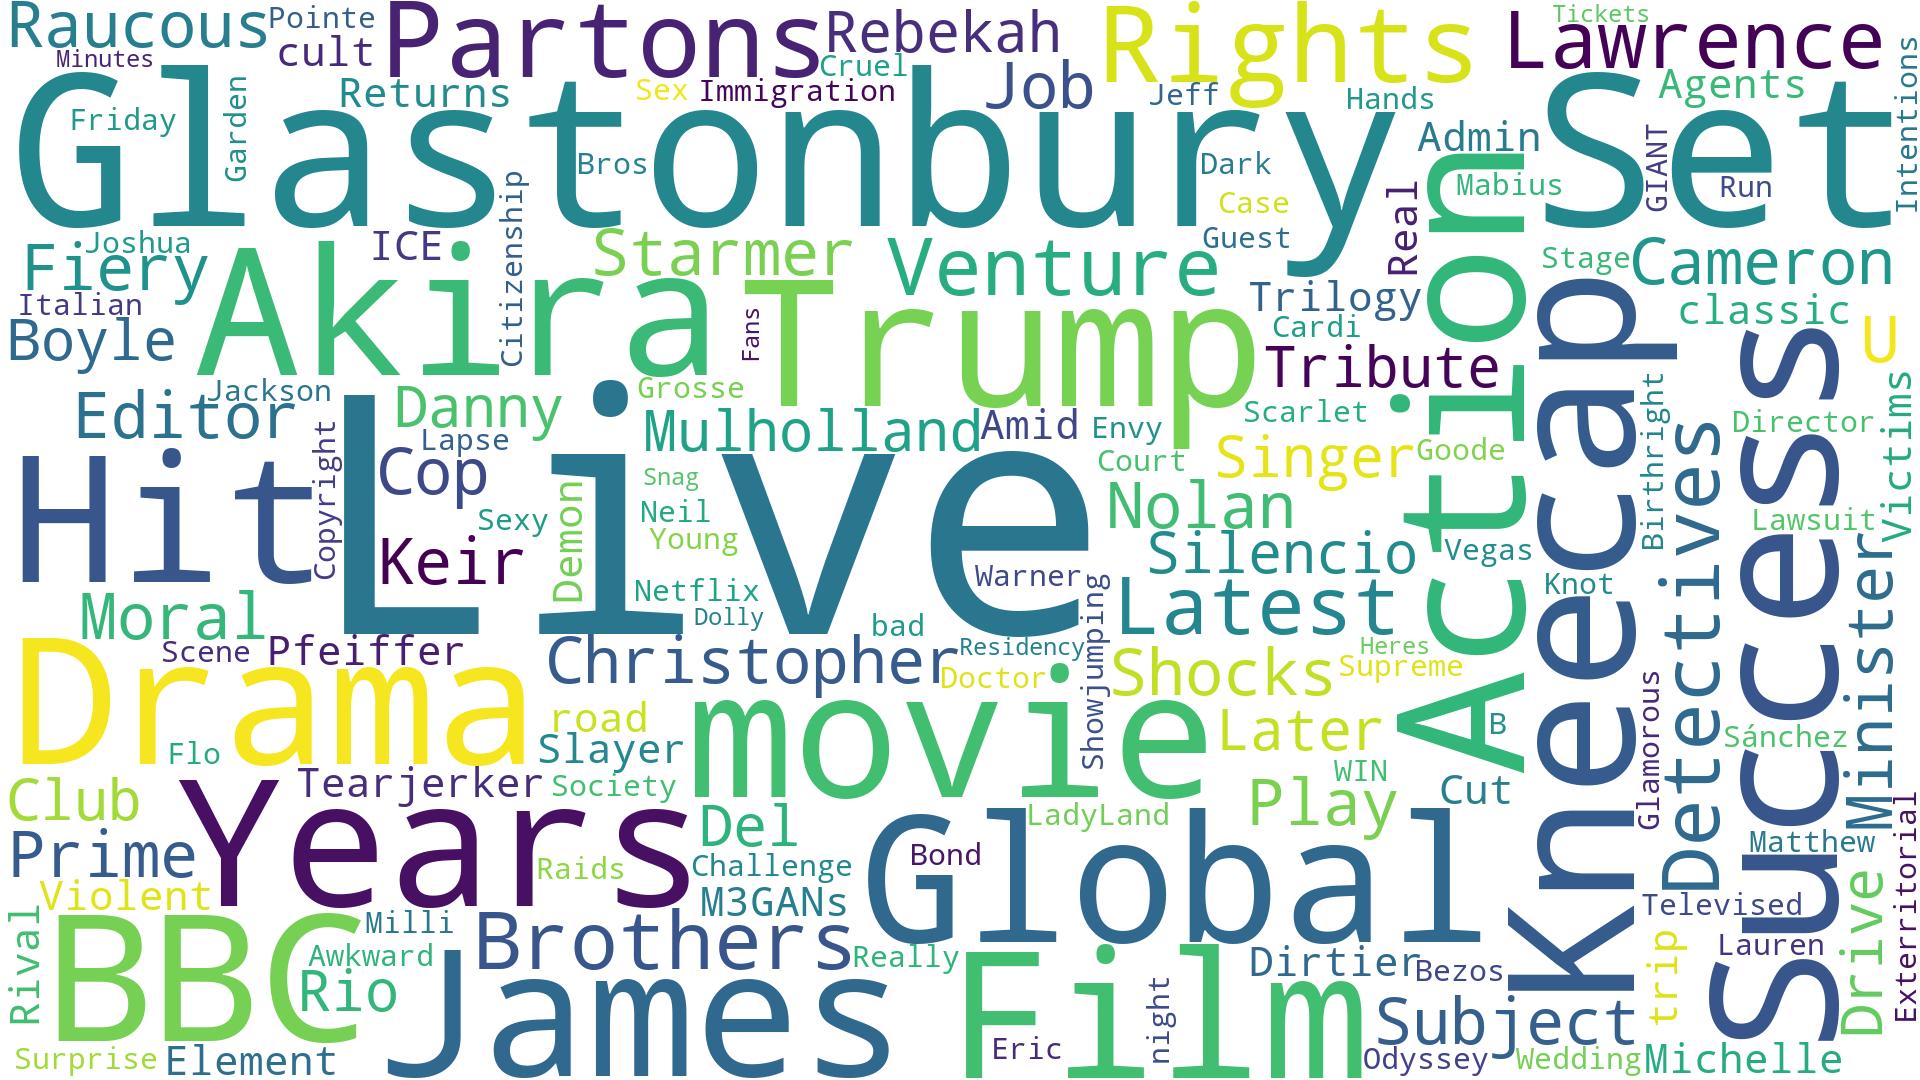 Raucous
Pointe
Partons
Rebekah
Rights
Lawrence
Tickets
Minutes
cult
Cruel
Job
Agents
Intentions
Glastonbury
Set
Returns
Sex
Immigration
Jeff
Hands
Friday
Garden
Bros
Dark
Admin
Mabius
GIANT
Run
Citizenship
Case
Guest
Real
Joshua
Fiery
ICE
Starmer
Venture
Stage
Cameron
Italian
Boyle
Akira
Fans
Trump
Trilogy
Cardi
Tribute
Action
classic
U
Editor
Jackson
Danny
Grosse
Mulholland
Amid
Envy
Scarlet
Birthright
Director
Victims
Hit
Copyright
Lapse
Cop
Live
Snag
Court
Singer
Goode
Kneecap
Success
Detectives
Lawsuit
Sexy
Demon
Neil
Young
Nolan
Keir
Silencio
Vegas
Minister
Moral
Netflix
Dolly
Warner
Showjumping
Latest
Knot
Scene
Pfeiffer
Christopher
bad
Residency
Doctor
Shocks
Heres
Supreme
Glamorous
Drama
Flo
road
Slayer
movie
Later
B
Sánchez
Club
Tearjerker
Society
WIN
Play
Cut
Years
Del
LadyLand
Global
Prime
Raids
Challenge
Bond
Matthew
Exterritorial
Violent
M3GANs
Drive
Televised
Rival
BBC
Milli
Awkward
Rio
Brothers
Really
Dirtier
Bezos
trip
Lauren
James
Film
night
Subject
Surprise
Element
Eric
Odyssey
Wedding
Michelle